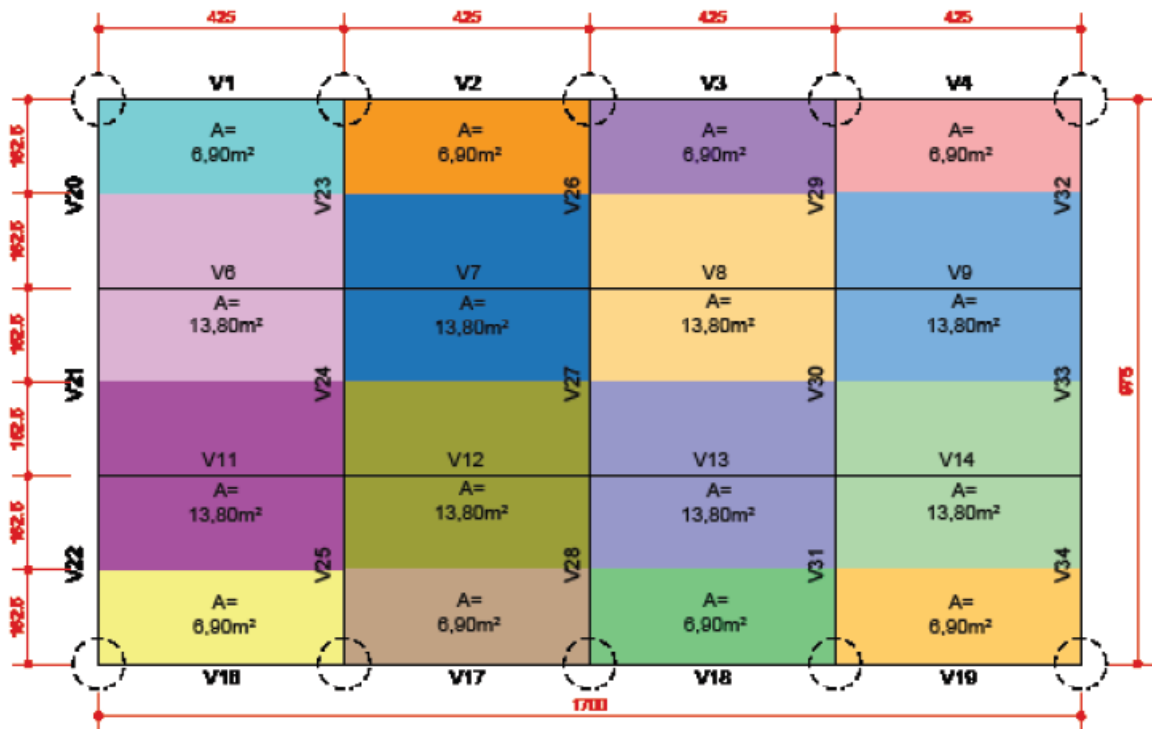 425 425 425 425
V1 V2 V3 V4
A= A= A= A=
6,90m² 6,90m² 6,90m² 6,90m²
162.5
V20 V23 V26 V29 V32
162.5
V6 V7 V8 V9
A= A= A= A=
13,80m² 13,80m² 13,80m² 13,80m²
162.5
V21 V24 V27 V30 V33
975
162.5
V11 V12 V13 V14
A= A= A= A=
13,80m² 13,80m² 13,80m² 13,80m²
162.5
V22 V25 V28 V31 V34
162.5
A= A= A= A=
6,90m² 6,90m² 6,90m² 6,90m²
V16 V17 V18 V19
1700